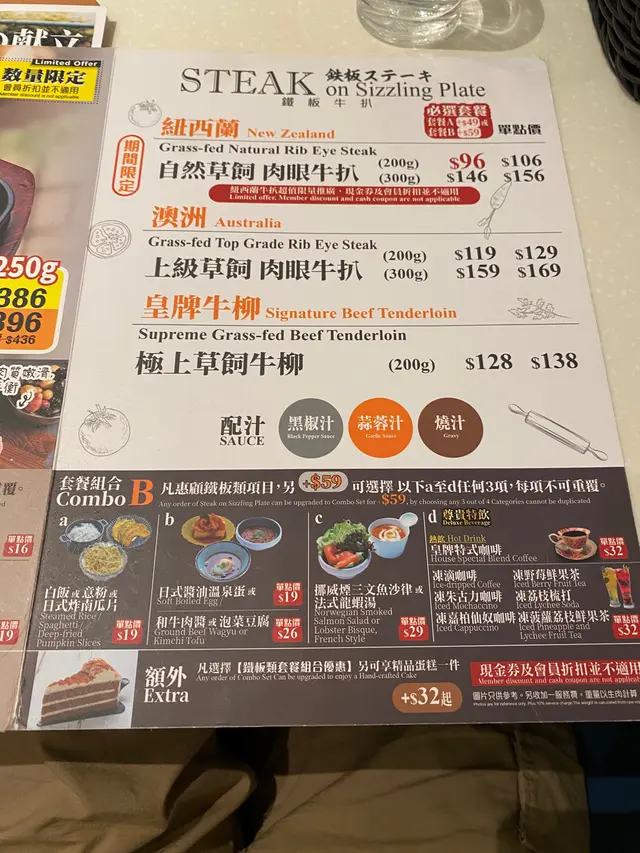 の献立
Limited Offer
數量限定
會員折扣並不適用
Member discount is not applicable
250g
386
396
$436
$16
STEAK 鉄板ステーキ
on Sizzling Plate
鐵板牛扒
期間限定
紐西蘭 New Zealand
必選套餐
套餐A +$49或
套餐B +$59
單點價
Grass-fed Natural Rib Eye Steak
自然草飼 肉眼牛扒
(200g) $96 $106
(300g) $146 $156
紐西蘭牛扒超值限量推廣，現金券及會員折扣並不適用
Limited offer, Member discount and cash coupon are not applicable
澳洲 Australia
Grass-fed Top Grade Rib Eye Steak
上級草飼 肉眼牛扒
(200g) $119 $129
(300g) $159 $169
皇牌牛柳 Signature Beef Tenderloin
Supreme Grass-fed Beef Tenderloin
極上草飼牛柳 (200g) $128 $138
配汁
SAUCE
黑椒汁
Black Pepper Sauce
蒜蓉汁
Garlic Sauce
燒汁
Gravy
套餐組合
Combo B
凡惠顧鐵板類項目，另 +$59 可選擇 以下a至d任何3項，每項不可重覆。
Any order of Steak on Sizzling Plate can be upgraded to Combo Set for +$59, by choosing any 3 out of 4 Categories cannot be duplicated
a
白飯 或 意粉 或
日式炸南瓜片
Steamed Rice/
Spaghetti/
Deep-fried
Pumpkin Slices
單點價
$19
b
日式醬油溫泉蛋 或
Soft Boiled Egg/
單點價
$19
和牛肉醬 或 泡菜豆腐
Ground Beef Wagyu or
Kimchi Tofu
單點價
$26
c
挪威煙三文魚沙律 或
法式龍蝦湯
Norwegian Smoked
Salmon Salad or
Lobster Bisque,
French Style
單點價
$29
d 尊貴特飲
Deluxe Beverage
熱飲 Hot Drink
皇牌特式咖啡
House Special Blend Coffee
單點價
$32
凍滴咖啡
Ice-dripped Coffee
凍朱古力咖啡
Iced Mochaccino
凍嘉柏仙奴咖啡
Iced Cappuccino
凍野莓鮮果茶
Iced Berry Fruit Tea
凍荔枝梳打
Iced Lychee Soda
凍菠蘿荔枝鮮果茶
Iced Pineapple and
Lychee Fruit Tea
單點價
$32
額外
Extra
凡選擇【鐵板類套餐組合優惠】另可享精品蛋糕一件
Any order of Combo Set Can be upgraded to enjoy a Hand-crafted Cake
+$32起
現金券及會員折扣並不適用
Member discount and cash coupon are not applicable
圖片只供參考。另收加一服務費。重量以生肉計算